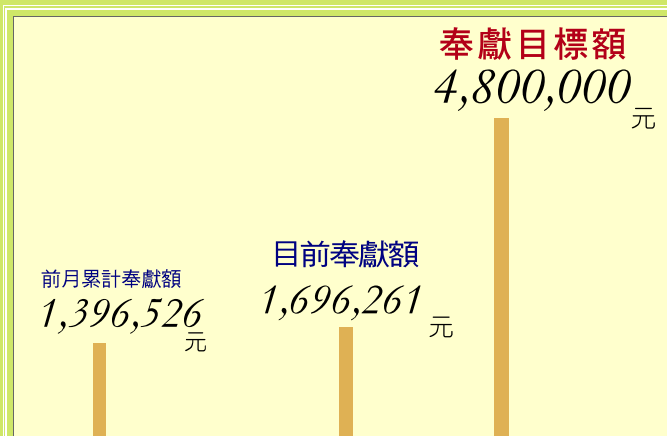 奉獻目標額
4,800,000
元
目前奉獻額
1,696,261
元
前月累計奉獻額
1,396,526
元